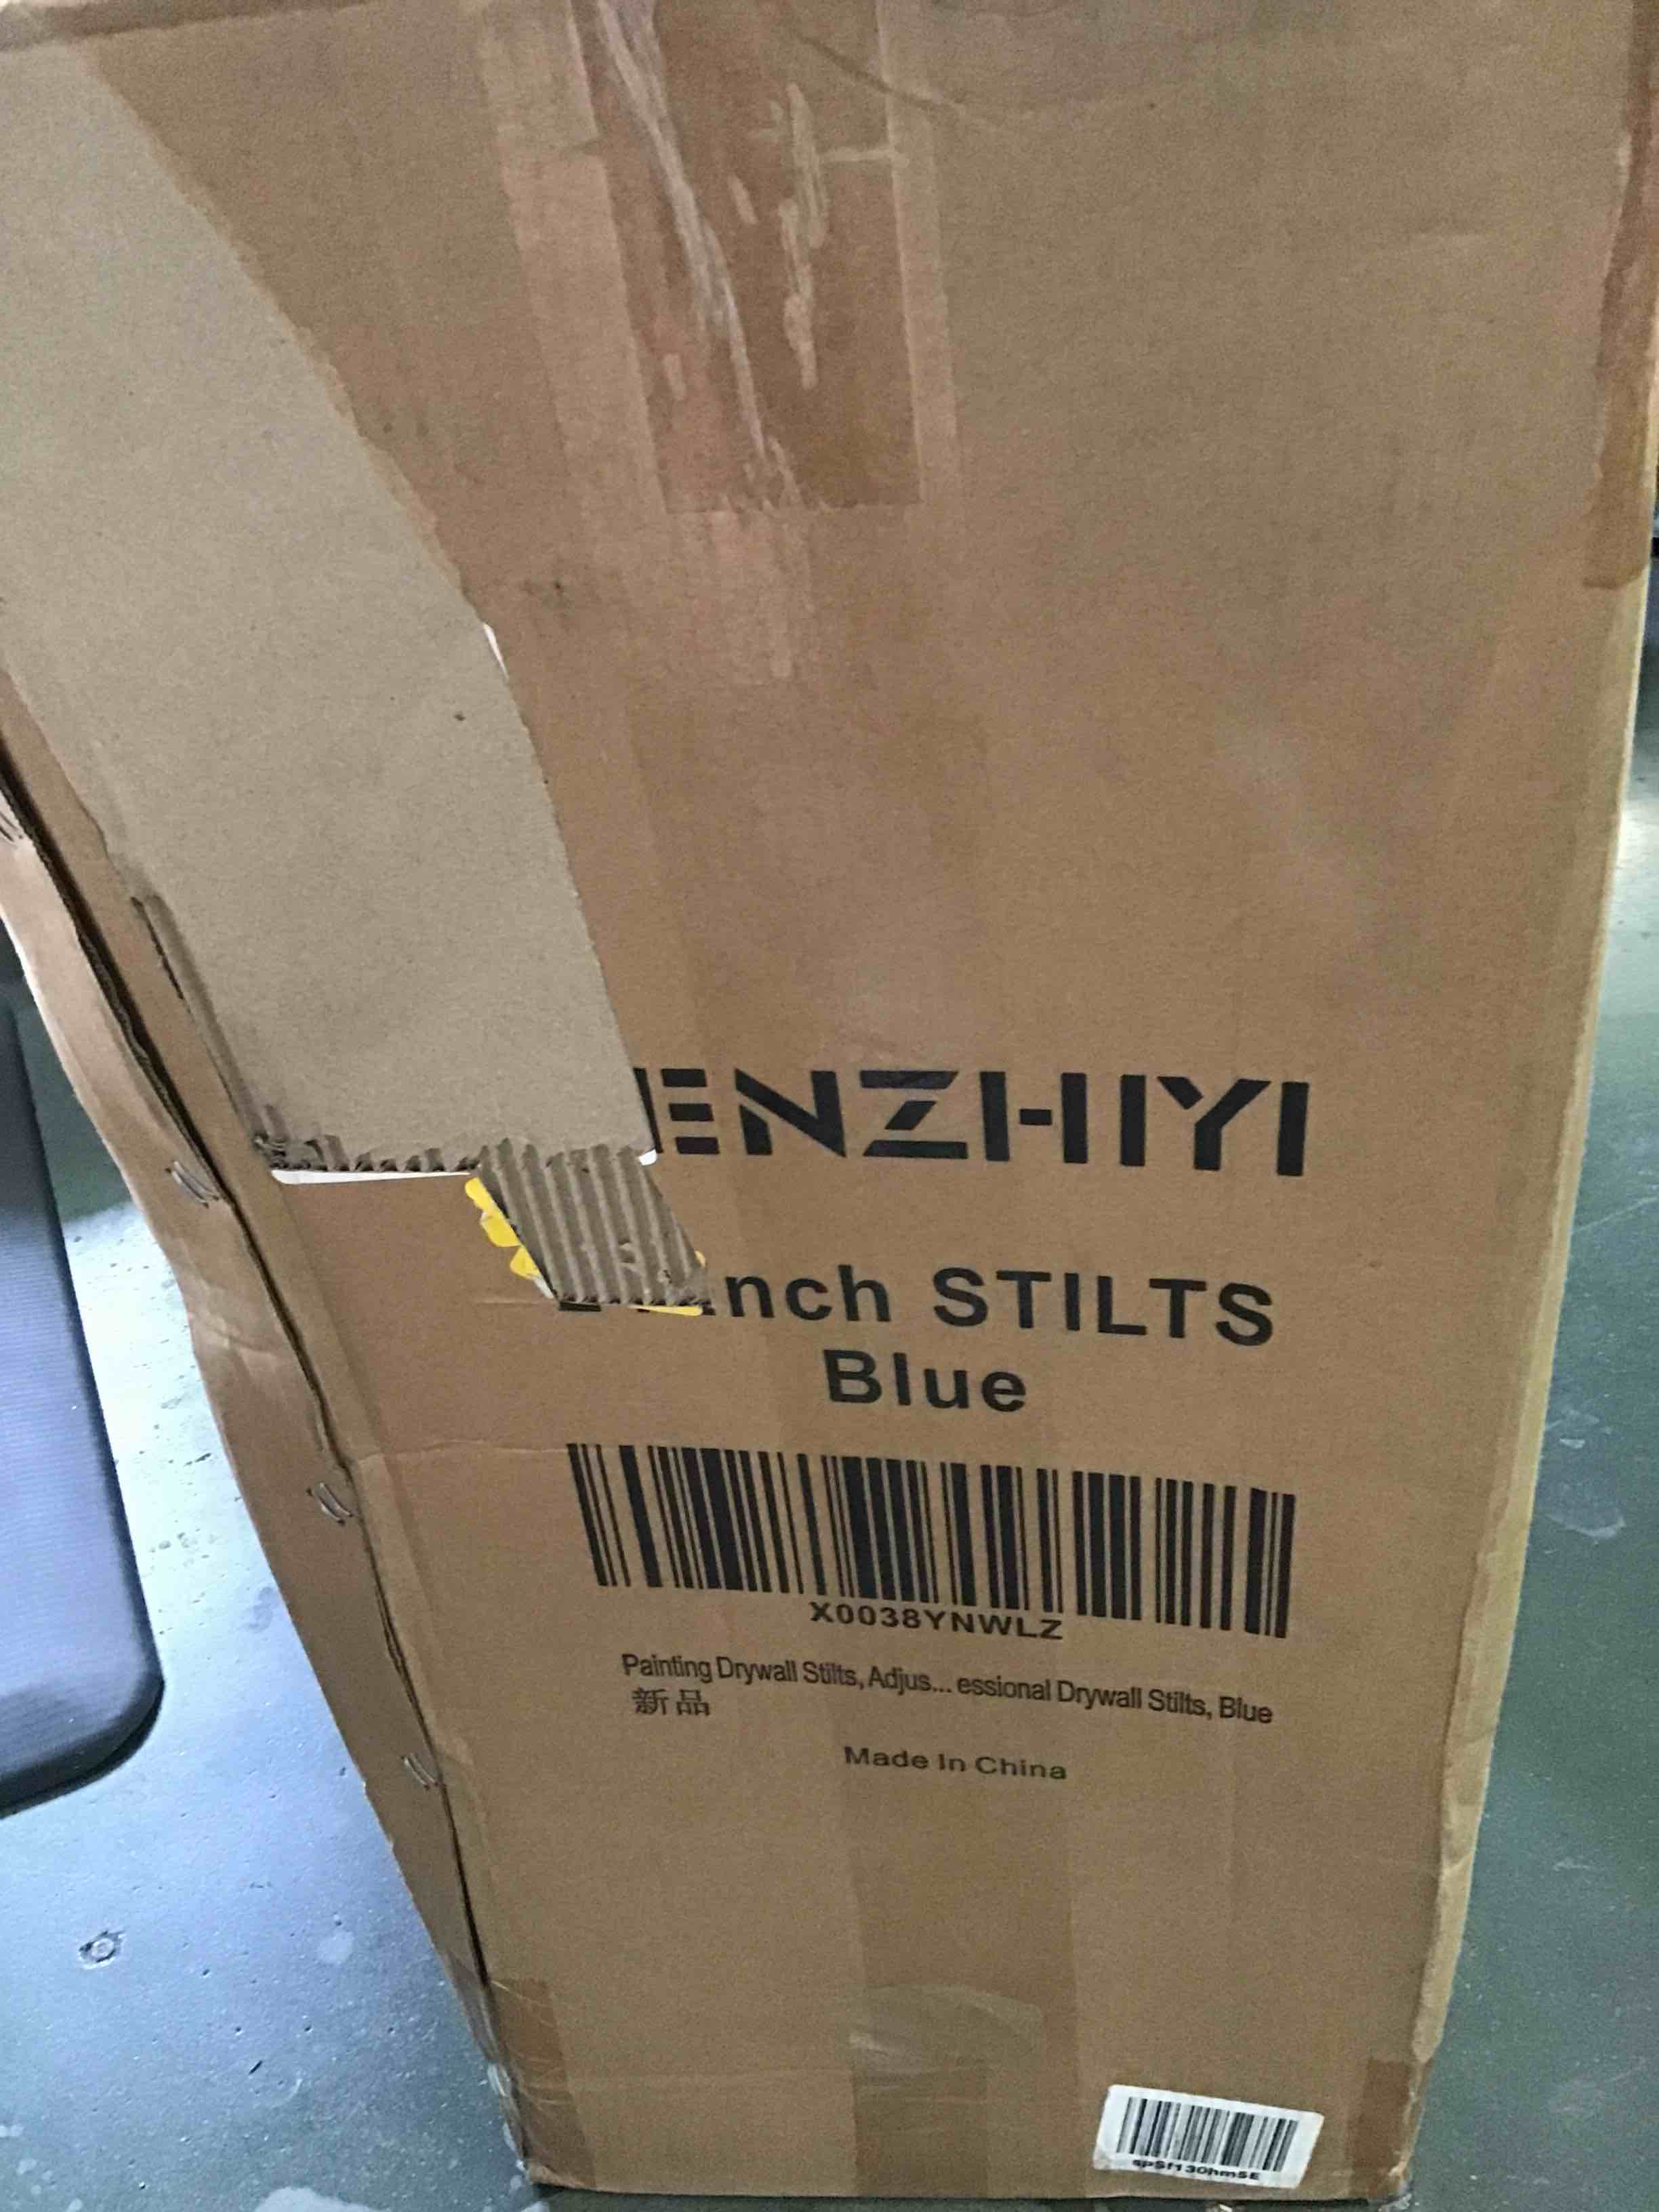 ENZHIYI
nch STILTS
Blue
X0038YNWLZ
Painting Drywall Stilts, Adjus... essional Drywall Stilts, Blue
新品
Made In China